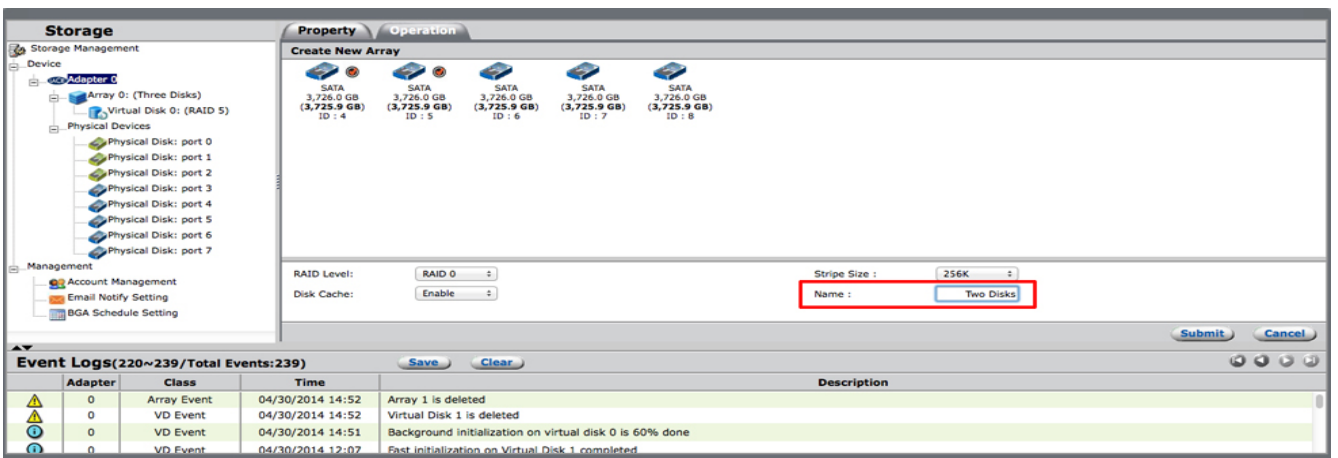 Storage
Property Operation
Storage Management
Device
Adapter 0
Array 0: (Three Disks)
Virtual Disk 0: (RAID 5)
Physical Devices
Physical Disk: port 0
Physical Disk: port 1
Physical Disk: port 2
Physical Disk: port 3
Physical Disk: port 4
Physical Disk: port 5
Physical Disk: port 6
Physical Disk: port 7
Management
Account Management
Email Notify Setting
BGA Schedule Setting
Create New Array
SATA SATA SATA SATA SATA
3,726.0 GB 3,726.0 GB 3,726.0 GB 3,726.0 GB 3,726.0 GB
(3,725.9 GB) (3,725.9 GB) (3,725.9 GB) (3,725.9 GB) (3,725.9 GB)
ID : 4 ID : 5 ID : 6 ID : 7 ID : 8
RAID Level: RAID 0 Stripe Size : 256K
Disk Cache: Enable Name : Two Disks
Submit Cancel
Event Logs(220~239/Total Events:239) Save Clear
Adapter Class Time Description
0 Array Event 04/30/2014 14:52 Array 1 is deleted
0 VD Event 04/30/2014 14:52 Virtual Disk 1 is deleted
0 VD Event 04/30/2014 14:51 Background initialization on virtual disk 0 is 60% done
0 VD Event 04/30/2014 12:07 Fast initialization on Virtual Disk 1 completed